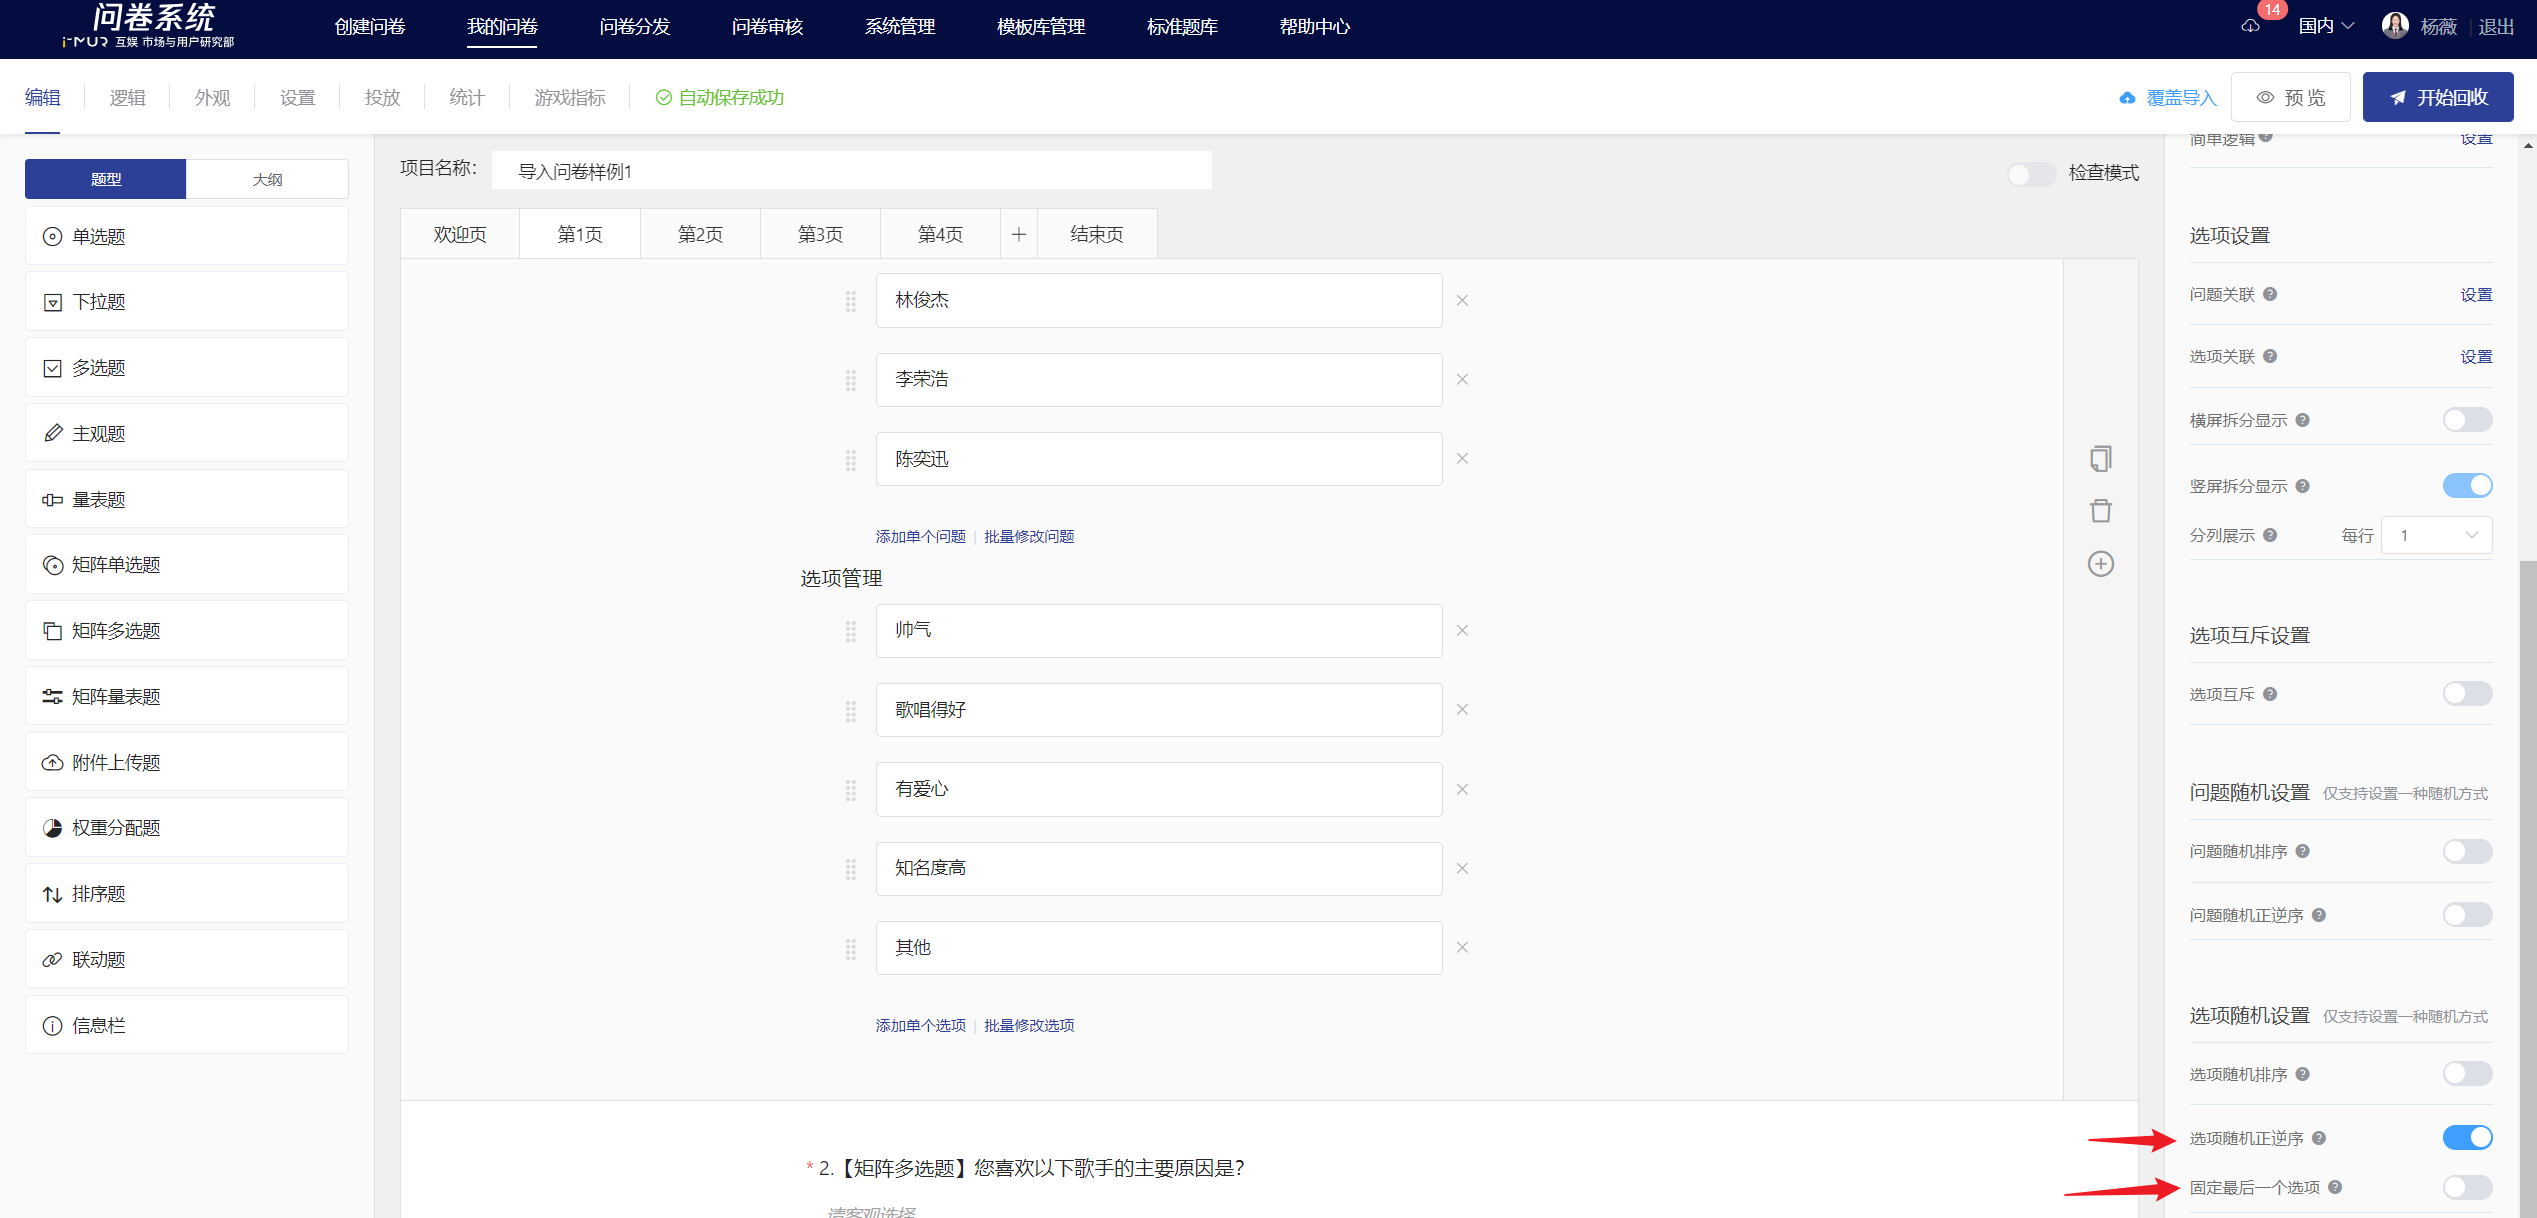 问卷系统
i-MUR 互娱 市场与用户研究部
创建问卷
我的问卷
问卷分发
问卷审核
系统管理
模板库管理
标准题库
帮助中心
14
国内
杨薇
退出
编辑
逻辑
外观
设置
投放
统计
游戏指标
自动保存成功
覆盖导入
预 览
开始回收
题型
大纲
单选题
下拉题
多选题
主观题
量表题
矩阵单选题
矩阵多选题
矩阵量表题
附件上传题
权重分配题
排序题
联动题
信息栏
项目名称：
导入问卷样例1
检查模式
欢迎页
第1页
第2页
第3页
第4页
结束页
林俊杰
李荣浩
陈奕迅
添加单个问题 | 批量修改问题
选项管理
帅气
歌唱得好
有爱心
知名度高
其他
添加单个选项 | 批量修改选项
* 2.【矩阵多选题】您喜欢以下歌手的主要原因是？
请客观选择
简单逻辑
设置
选项设置
问题关联
设置
选项关联
设置
横屏拆分显示
竖屏拆分显示
分列展示
每行
1
选项互斥设置
选项互斥
问题随机设置 仅支持设置一种随机方式
问题随机排序
问题随机正逆序
选项随机设置 仅支持设置一种随机方式
选项随机排序
选项随机正逆序
固定最后一个选项